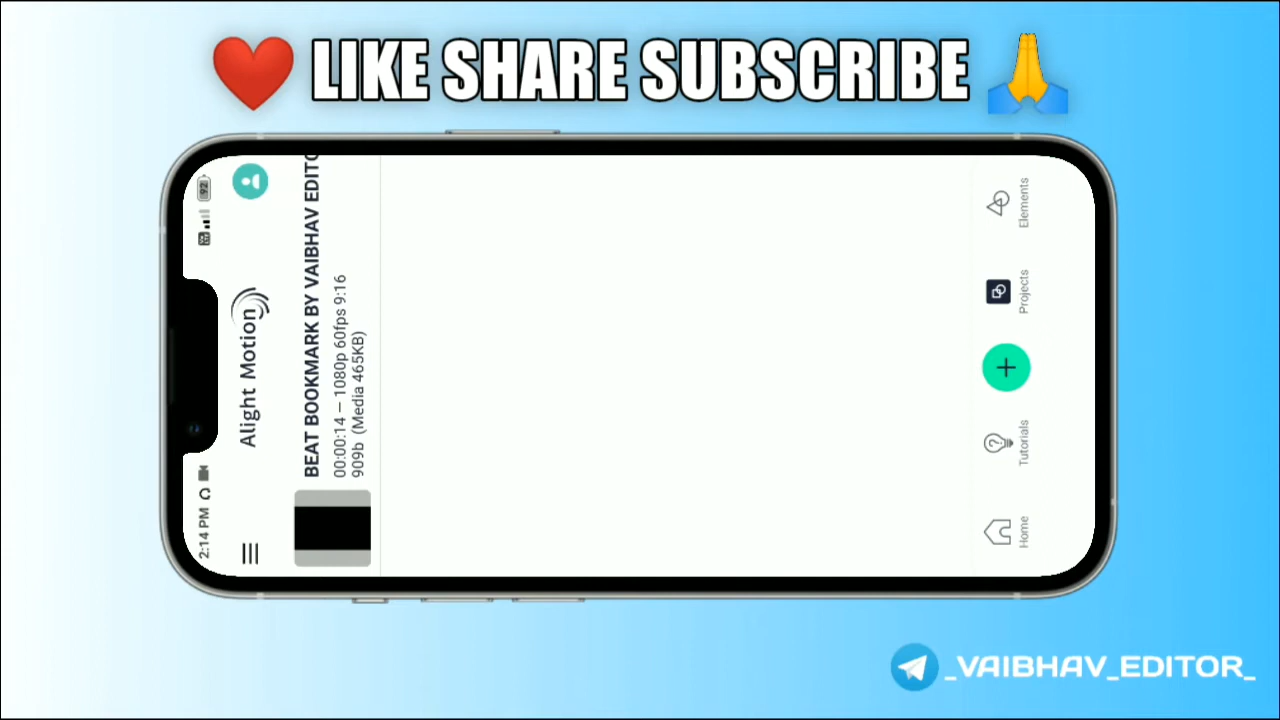 LIKE SHARE SUBSCRIBE
2:14 PM
92
Alight Motion
BEAT BOOKMARK BY VAIBHAV EDITO
00:00:14 — 1080p 60fps 9:16
909b (Media 465KB)
Home
Tutorials
Projects
Elements
_VAIBHAV_EDITOR_